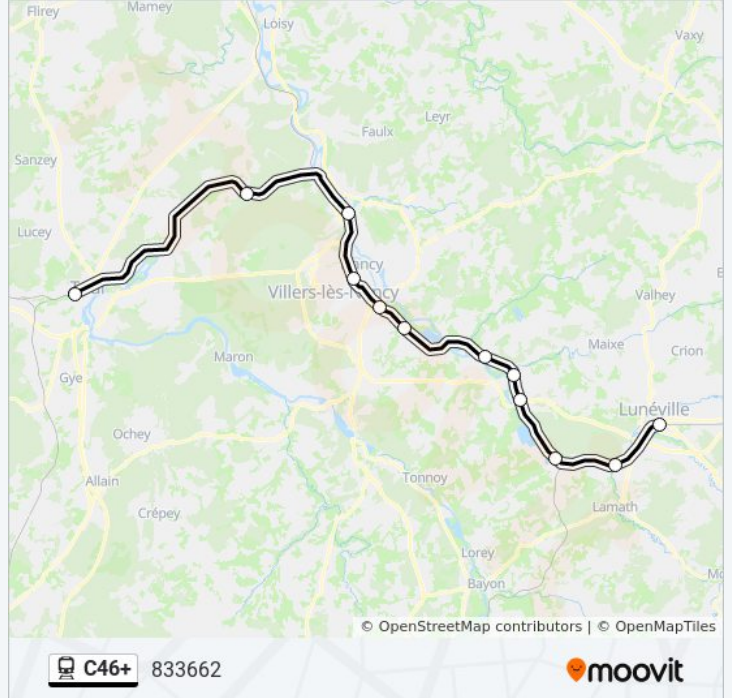 Flirey
Mamey
Loisy
Vaxy
Leyr
Faulx
Sanzey
Lucey
Villers-lès-Nancy
Valhey
Maron
Maixe
Crion
Gye
Lunéville
Ochey
Allain
Tonnoy
Crépey
Lamath
Lorey
Bayon
© OpenStreetMap contributors | © OpenMapTiles
C46+ 833662
moovit